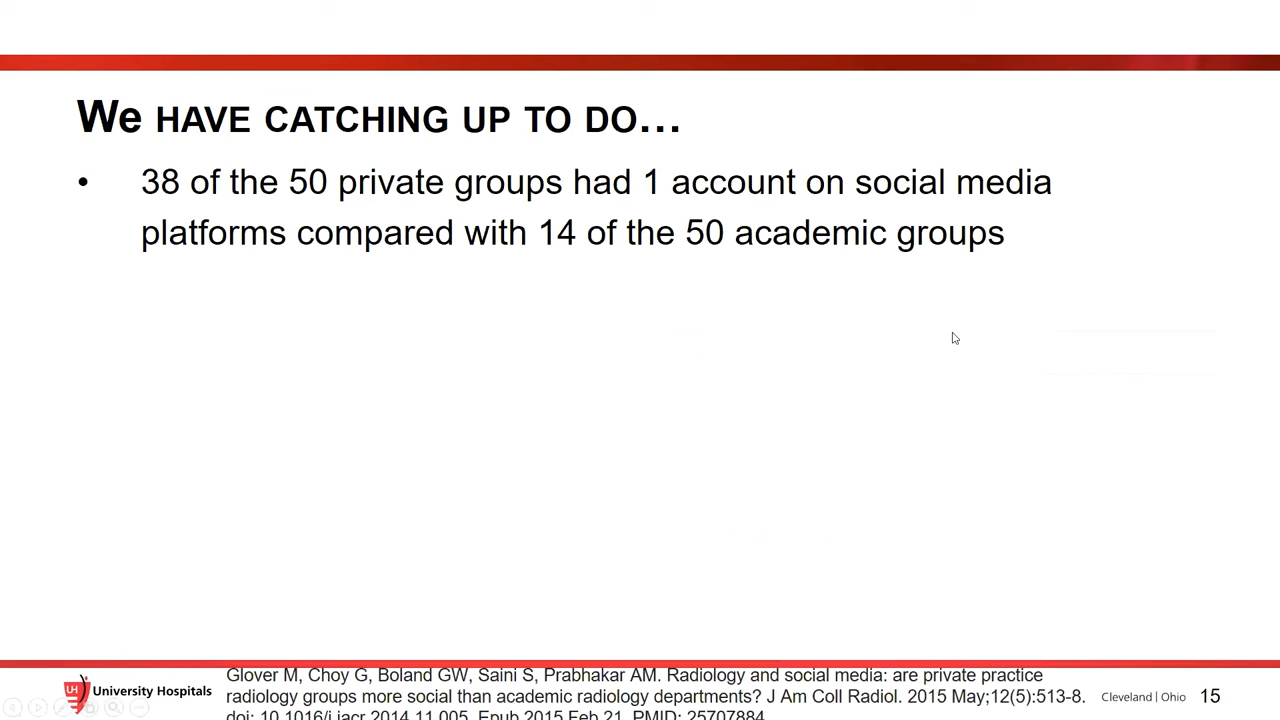 We HAVE CATCHING UP TO DO…
• 38 of the 50 private groups had 1 account on social media
platforms compared with 14 of the 50 academic groups
Glover M, Choy G, Boland GW, Saini S, Prabhakar AM. Radiology and social media: are private practice
radiology groups more social than academic radiology departments? J Am Coll Radiol. 2015 May;12(5):513-8.
doi: 10.1016/j.jacr.2014.11.005. Epub 2015 Feb 21. PMID: 25707884.
UH University Hospitals
Cleveland | Ohio 15